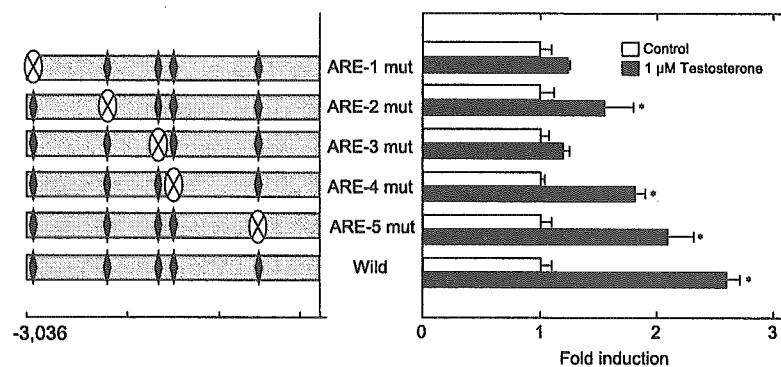 ARE-1 mut
ARE-2 mut
ARE-3 mut
ARE-4 mut
ARE-5 mut
Wild
-3,036
Control
1 µM Testosterone
*
*
*
*
0 1 2 3
Fold induction